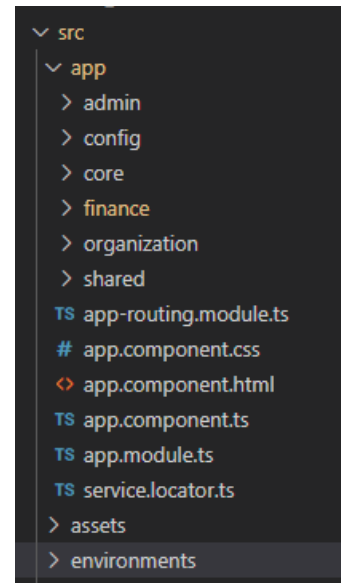 src
app
admin
config
core
finance
organization
shared
TS app-routing.module.ts
# app.component.css
<> app.component.html
TS app.component.ts
TS app.module.ts
TS service.locator.ts
assets
environments